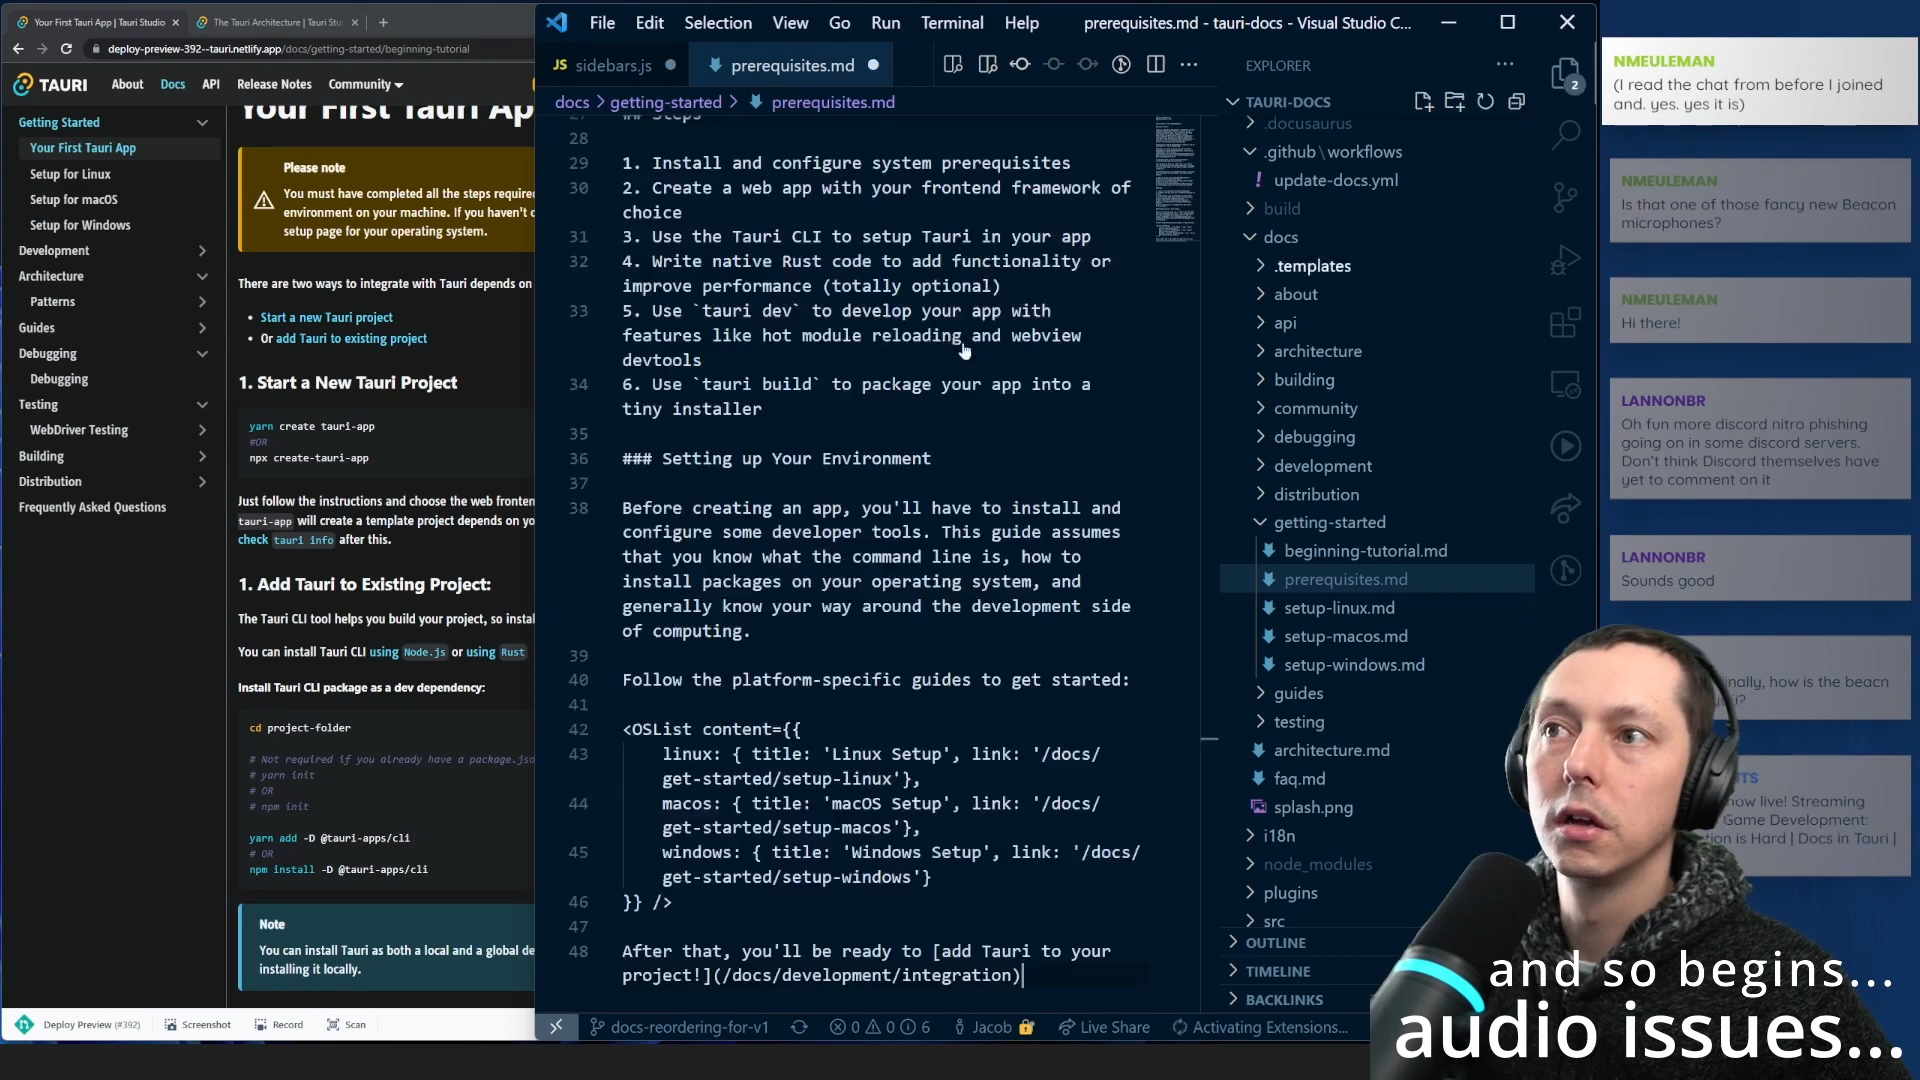 Your First Tauri App | Tauri Studio
The Tauri Architecture | Tauri Stu
deploy-preview-392--tauri.netlify.app/docs/getting-started/beginning-tutorial
TAURI
About
Docs
API
Release Notes
Community
Getting Started
Your First Tauri App
Setup for Linux
Setup for macOS
Setup for Windows
Development
Architecture
Patterns
Guides
Debugging
Debugging
Testing
WebDriver Testing
Building
Distribution
Frequently Asked Questions
Your First Tauri Ap
Please note
You must have completed all the steps required
environment on your machine. If you haven't d
setup page for your operating system.
There are two ways to integrate with Tauri depends on
Start a new Tauri project
Or add Tauri to existing project
1. Start a New Tauri Project
yarn create tauri-app
#OR
npx create-tauri-app
Just follow the instructions and choose the web fronten
tauri-app will create a template project depends on yo
check tauri info after this.
1. Add Tauri to Existing Project:
The Tauri CLI tool helps you build your project, so instal
You can install Tauri CLI using Node.js or using Rust
Install Tauri CLI package as a dev dependency:
cd project-folder
# Not required if you already have a package.jso
# yarn init
# OR
# npm init
yarn add -D @tauri-apps/cli
# OR
npm install -D @tauri-apps/cli
Note
You can install Tauri as both a local and a global de
installing it locally.
Deploy Preview (#392)
Screenshot
Record
Scan
File Edit Selection View Go Run Terminal Help
prerequisites.md - tauri-docs - Visual Studio C...
JS sidebars.js
prerequisites.md
docs > getting-started > prerequisites.md
27 ## Steps
28
29 1. Install and configure system prerequisites
30 2. Create a web app with your frontend framework of
choice
31 3. Use the Tauri CLI to setup Tauri in your app
32 4. Write native Rust code to add functionality or
improve performance (totally optional)
33 5. Use `tauri dev` to develop your app with
features like hot module reloading and webview
devtools
34 6. Use `tauri build` to package your app into a
tiny installer
35
36 ### Setting up Your Environment
37
38 Before creating an app, you'll have to install and
configure some developer tools. This guide assumes
that you know what the command line is, how to
install packages on your operating system, and
generally know your way around the development side
of computing.
39
40 Follow the platform-specific guides to get started:
41
42 <OSList content={{
43 linux: { title: 'Linux Setup', link: '/docs/
get-started/setup-linux'},
44 macos: { title: 'macOS Setup', link: '/docs/
get-started/setup-macos'},
45 windows: { title: 'Windows Setup', link: '/docs/
get-started/setup-windows'}
46 }} />
47
48 After that, you'll be ready to [add Tauri to your
project!](/docs/development/integration)
docs-reordering-for-v1
0 0 6
Jacob
Live Share
Activating Extensions...
EXPLORER
2
TAURI-DOCS
.docusaurus
.github\workflows
! update-docs.yml
build
docs
.templates
about
api
architecture
building
community
debugging
development
distribution
getting-started
beginning-tutorial.md
prerequisites.md
setup-linux.md
setup-macos.md
setup-windows.md
guides
testing
architecture.md
faq.md
splash.png
i18n
node_modules
plugins
src
OUTLINE
TIMELINE
BACKLINKS
NMEULEMAN
(I read the chat from before I joined
and. yes. yes it is)
NMEULEMAN
Is that one of those fancy new Beacon
microphones?
NMEULEMAN
Hi there!
LANNONBR
Oh fun more discord nitro phishing
going on in some discord servers.
Don't think Discord themselves have
yet to comment on it
LANNONBR
Sounds good
nally, how is the beacn
now live! Streaming
Game Development:
tion is Hard | Docs in Tauri |
and so begins...
audio issues...